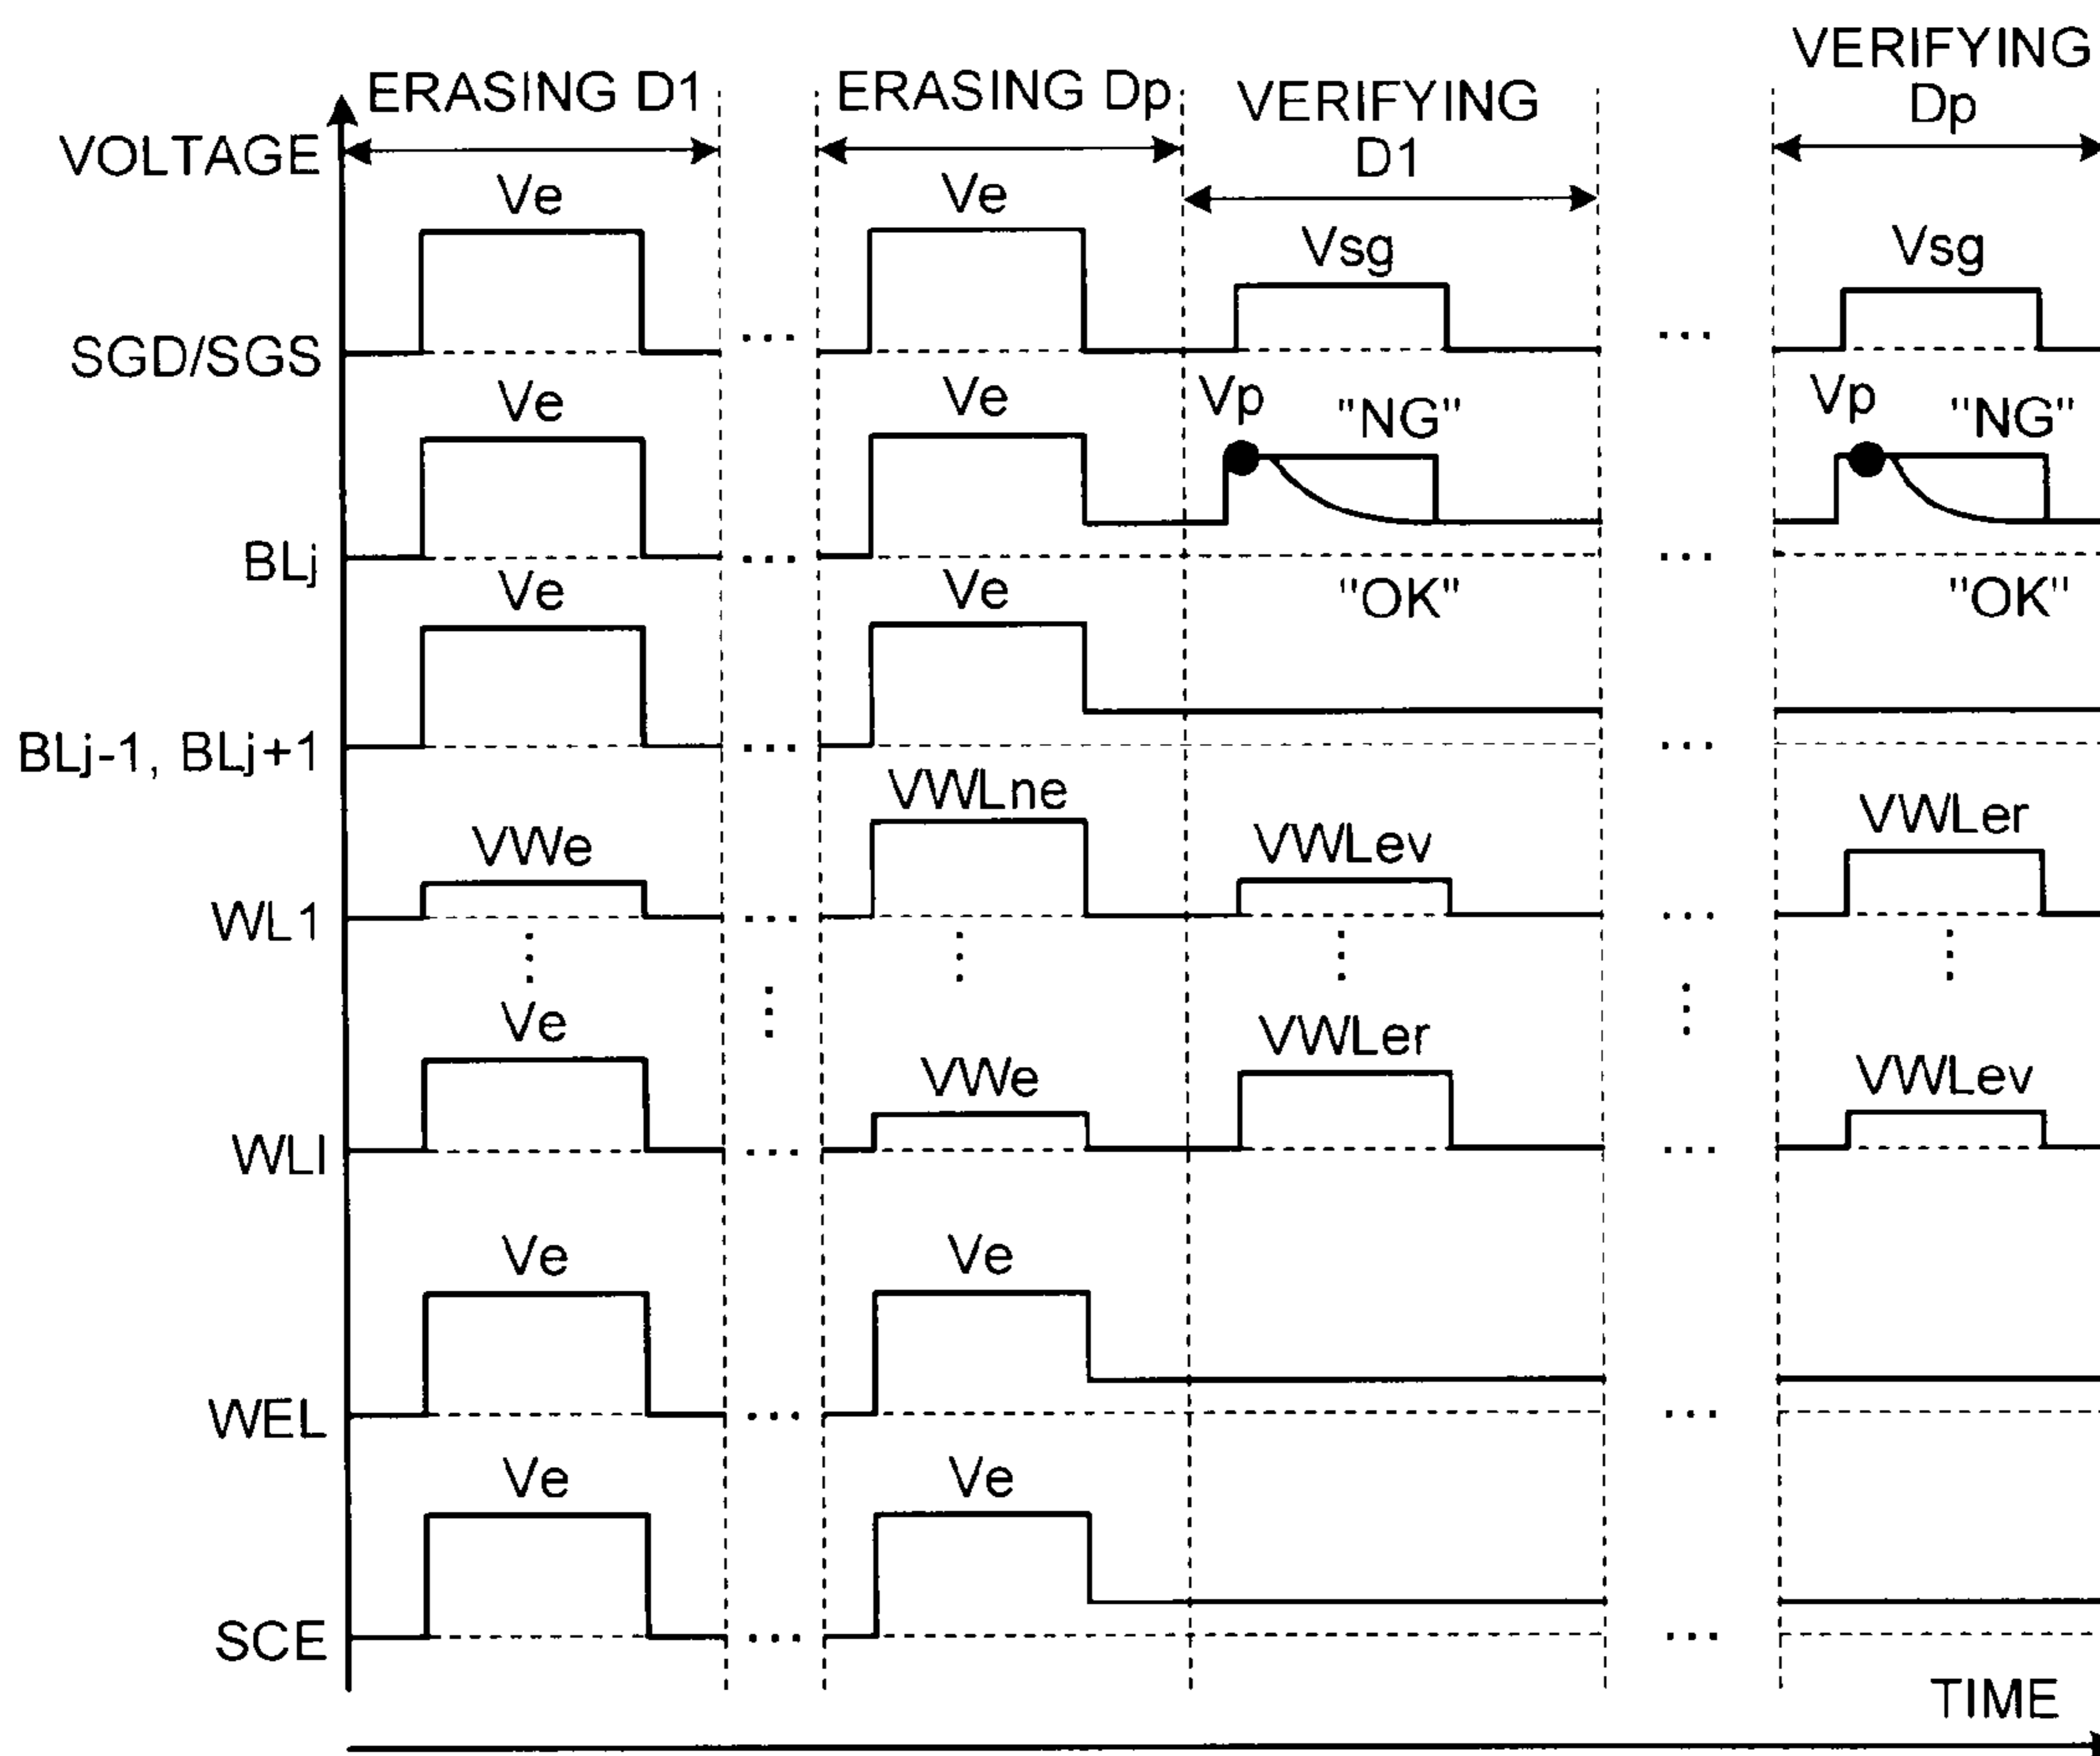 VERIFYING
Dp
ERASING D1
ERASING Dp
VERIFYING
D1
VOLTAGE
Ve
Ve
Vsg
Vsg
SGD/SGS
...
...
Ve
Ve
Vp
"NG"
Vp
"NG"
BLj
...
...
"OK"
"OK"
Ve
Ve
BLj-1, BLj+1
...
...
VWe
VWLne
VWLev
VWLer
WL1
...
...
Ve
VWe
VWLer
VWLev
WLl
...
...
Ve
Ve
WEL
...
...
Ve
Ve
SCE
...
...
TIME